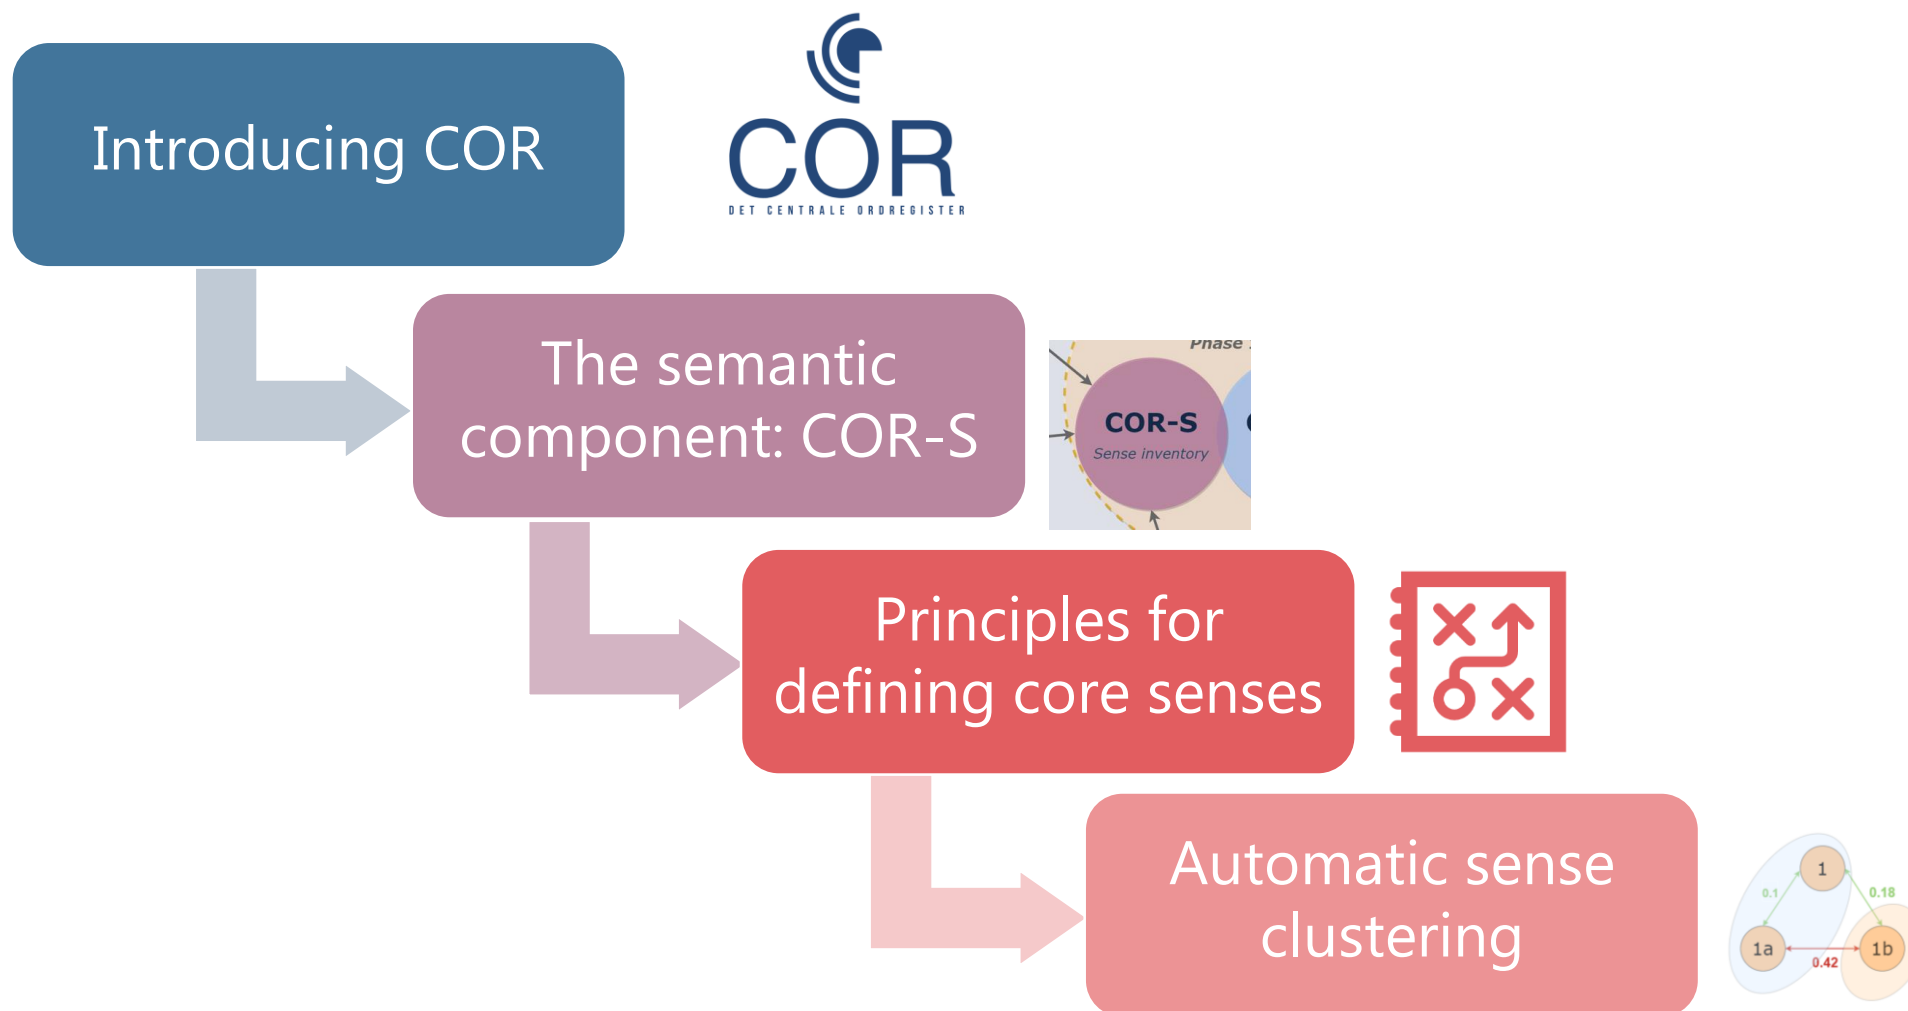 Introducing COR
COR
DET CENTRALE ORDREGISTER
The semantic
component: COR-S
Phase
COR-S
Sense inventory
Principles for
defining core senses
Automatic sense
clustering
1
0.1
0.18
1a
1b
0.42